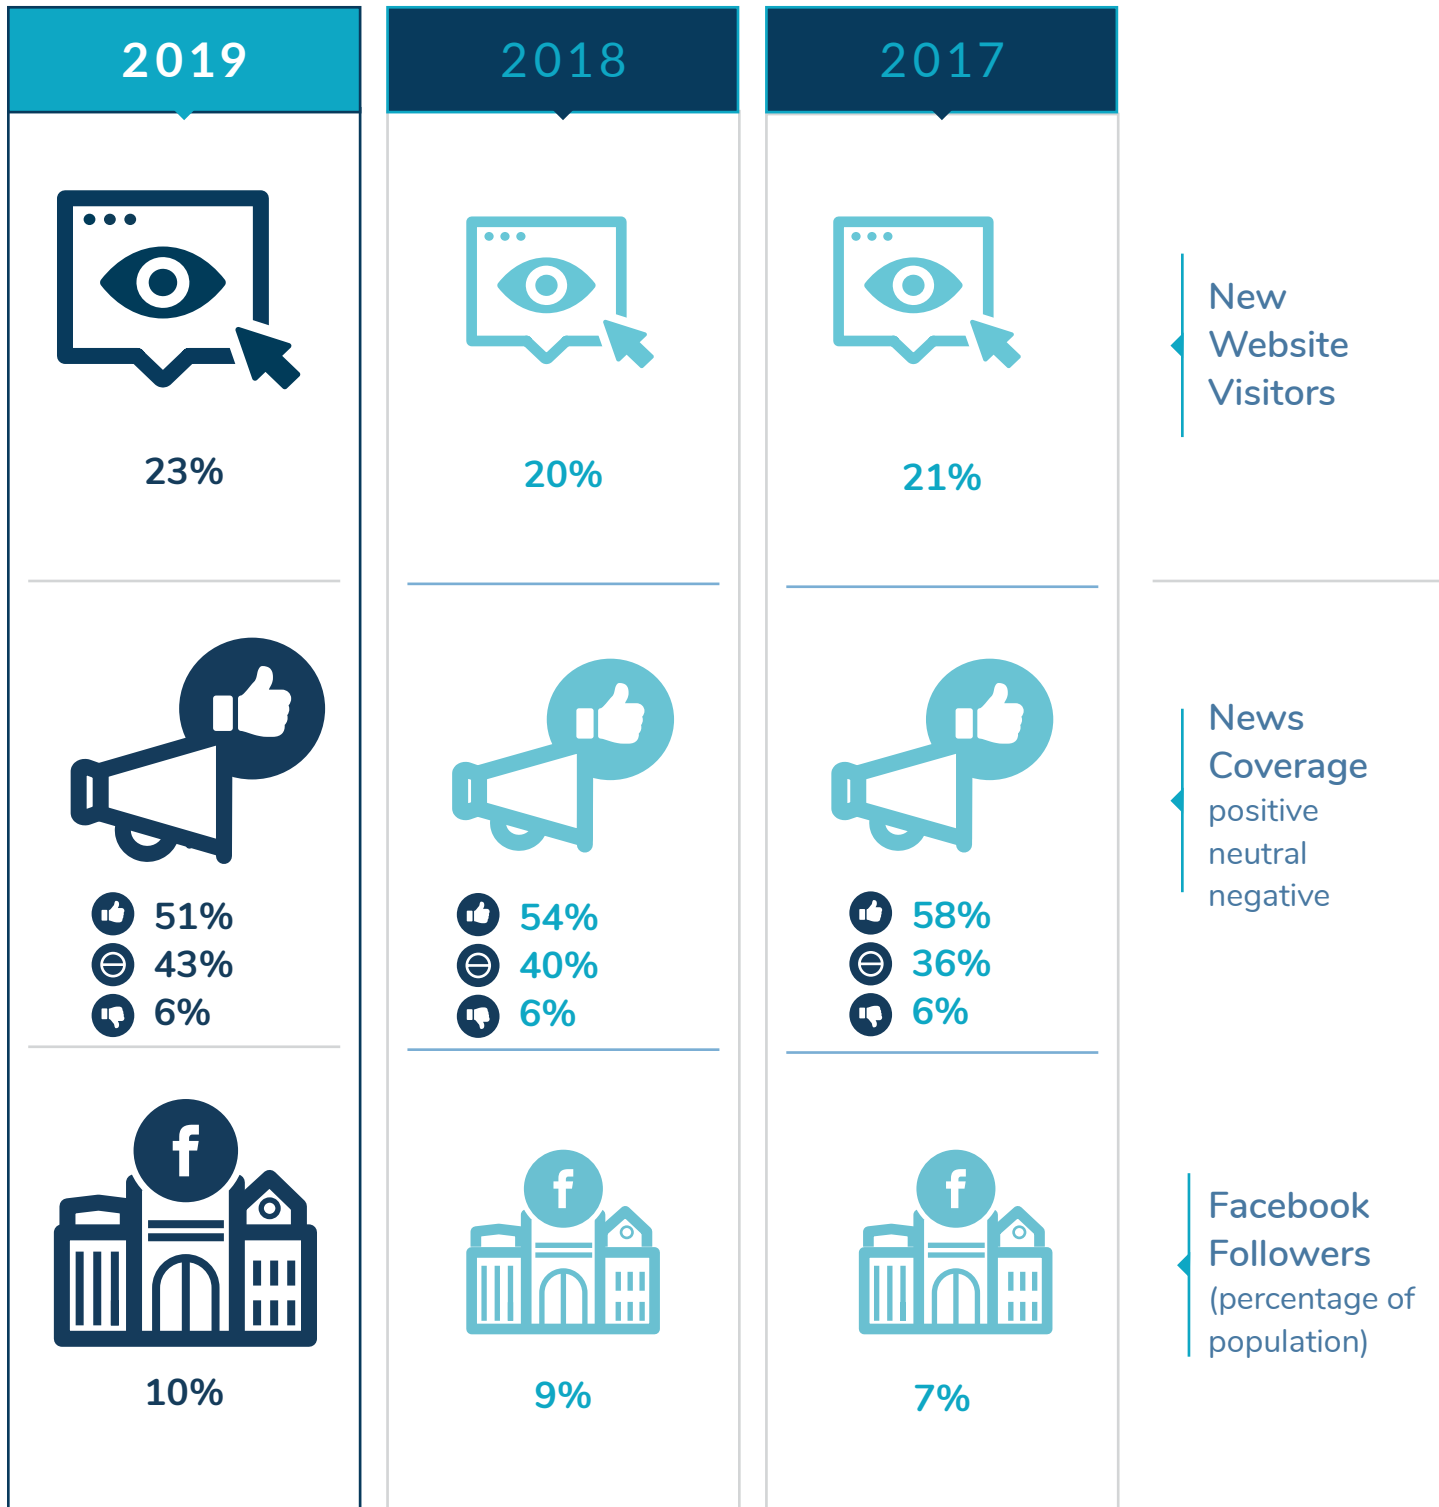 2019
2018
2017
23%
20%
21%
New
Website
Visitors
51%
43%
6%
54%
40%
6%
58%
36%
6%
News
Coverage
positive
neutral
negative
f
10%
f
9%
f
7%
Facebook
Followers
(percentage of
population)